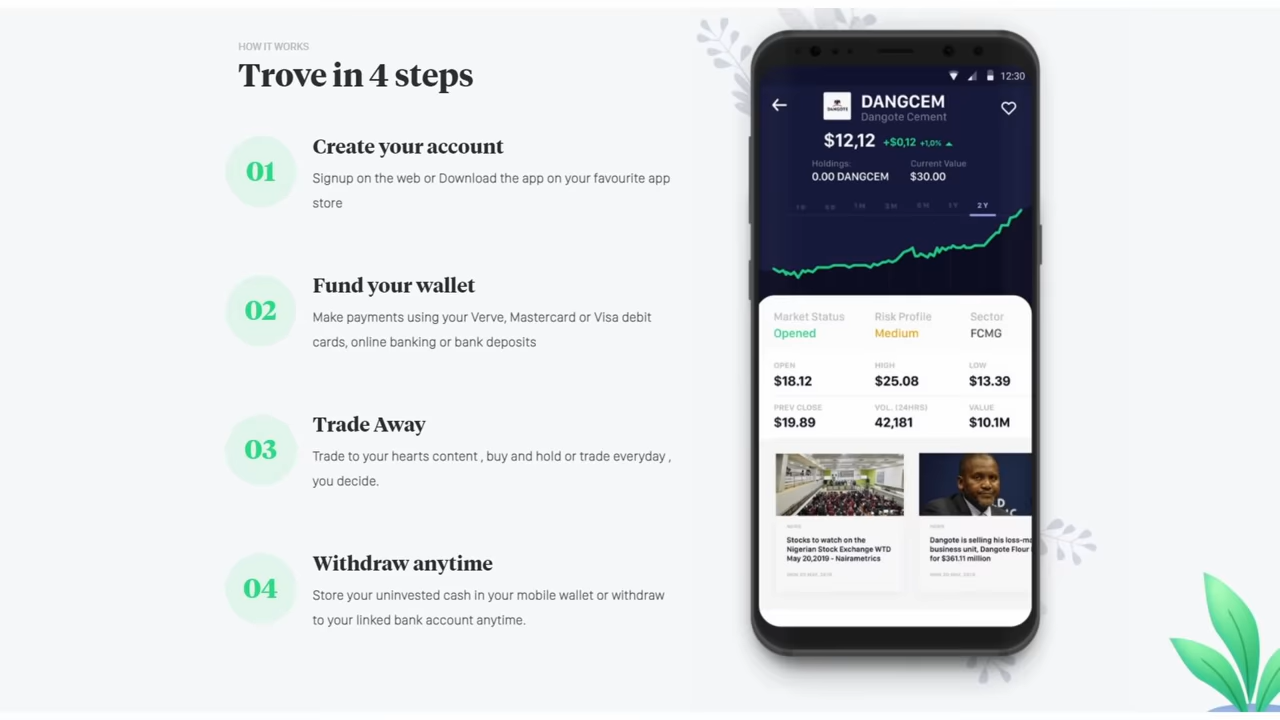 HOW IT WORKS
Trove in 4 steps
01
Create your account
Signup on the web or Download the app on your favourite app
store
02
Fund your wallet
Make payments using your Verve, Mastercard or Visa debit
cards, online banking or bank deposits
03
Trade Away
Trade to your hearts content , buy and hold or trade everyday ,
you decide.
04
Withdraw anytime
Store your uninvested cash in your mobile wallet or withdraw
to your linked bank account anytime.
12:30
DANGCEM
Dangote Cement
$12,12 +$0,12 +1,0%
Holdings: Current Value
0.00 DANGCEM $30.00
1 Y 2 Y
Market Status Risk Profile Sector
Opened Medium FCMG
OPEN HIGH LOW
$18.12 $25.08 $13.39
PREV CLOSE VOL. (24HRS) VALUE
$19.89 42,181 $10.1M
NEWS NEWS
Stocks to watch on the
Nigerian Stock Exchange WTD
May 20,2019 - Nairametrics
Dangote is selling his loss-ma
business unit, Dangote Flour
for $361.11 million